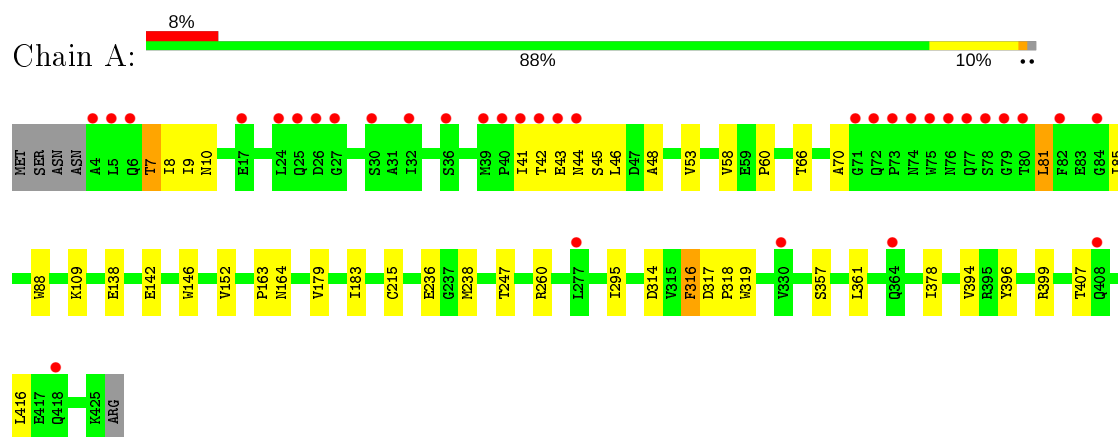 8%
Chain A:
88% 10% ••
MET SER ASN ASN A4 L5 Q6 T7 I8 I9 N10 E17 L24 Q25 D26 G27 S30 A31 I32 S36 M39 P40 I41 T42 E43 N44 S45 L46 D47 A48 V53 V58 E59 P60 T66 A70 G71 Q72 P73 N74 W75 N76 Q77 S78 G79 T80 L81 F82 E83 G84 I85
W88 K109 E138 E142 W146 V152 P163 N164 V179 I183 C215 E236 G237 M238 T247 R260 L277 I295 D314 V315 F316 D317 P318 W319 V330 S357 L361 Q364 I378 V394 R395 Y396 R399 T407 Q408
L416 E417 Q418 K425 ARG